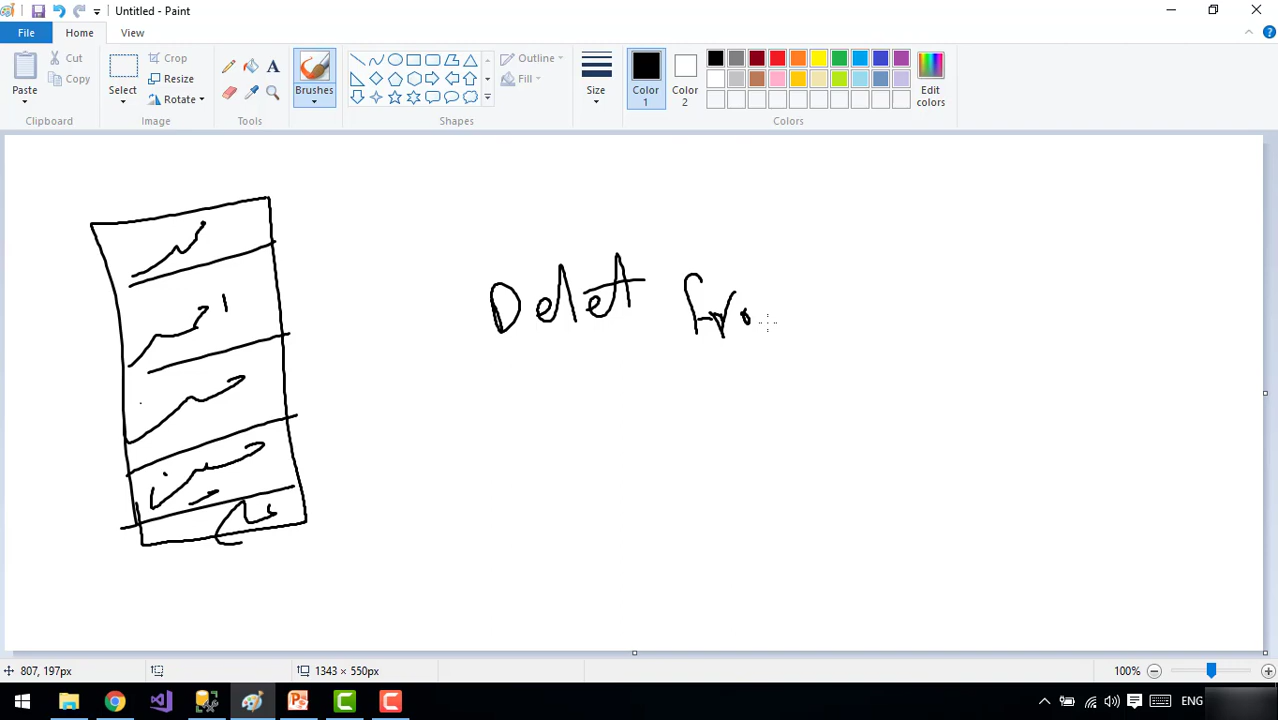 Untitled - Paint
File Home View
Paste
Cut
Copy
Clipboard
Select
Crop
Resize
Rotate
Image
Tools
Brushes
Shapes
Outline
Fill
Size
Color 1
Color 2
Edit colors
Colors
Delet fro
807, 197px
1343 × 550px
100%
ENG